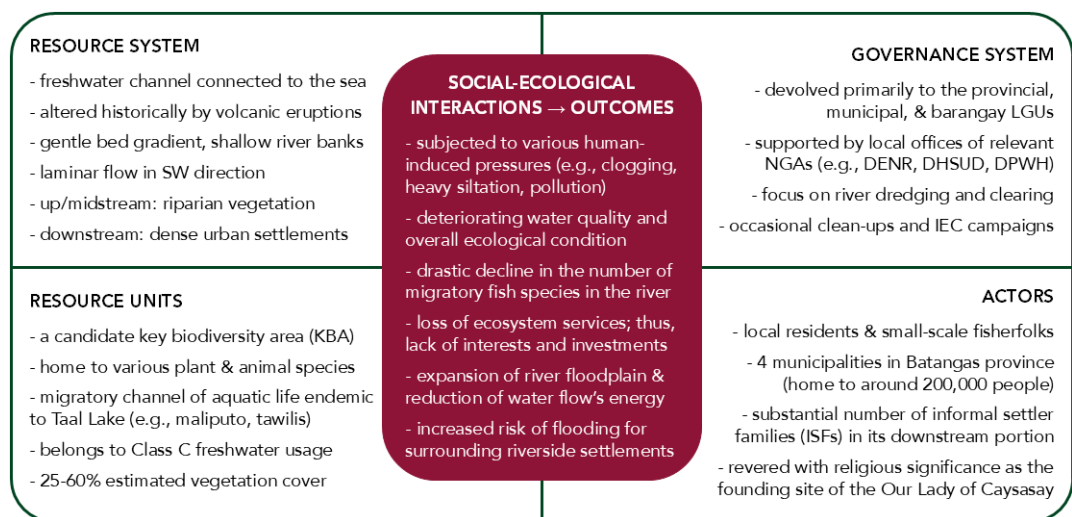 RESOURCE SYSTEM
- freshwater channel connected to the sea
- altered historically by volcanic eruptions
- gentle bed gradient, shallow river banks
- laminar flow in SW direction
- up/midstream: riparian vegetation
- downstream: dense urban settlements
RESOURCE UNITS
- a candidate key biodiversity area (KBA)
- home to various plant & animal species
- migratory channel of aquatic life endemic
to Taal Lake (e.g., maliputo, tawilis)
- belongs to Class C freshwater usage
- 25-60% estimated vegetation cover
SOCIAL-ECOLOGICAL
INTERACTIONS → OUTCOMES
- subjected to various human-
induced pressures (e.g., clogging,
heavy siltation, pollution)
- deteriorating water quality and
overall ecological condition
- drastic decline in the number of
migratory fish species in the river
- loss of ecosystem services; thus,
lack of interests and investments
- expansion of river floodplain &
reduction of water flow's energy
- increased risk of flooding for
surrounding riverside settlements
GOVERNANCE SYSTEM
- devolved primarily to the provincial,
municipal, & barangay LGUs
- supported by local offices of relevant
NGAs (e.g., DENR, DHSUD, DPWH)
- focus on river dredging and clearing
- occasional clean-ups and IEC campaigns
ACTORS
- local residents & small-scale fisherfolks
- 4 municipalities in Batangas province
(home to around 200,000 people)
- substantial number of informal settler
families (ISFs) in its downstream portion
- revered with religious significance as the
founding site of the Our Lady of Caysasay